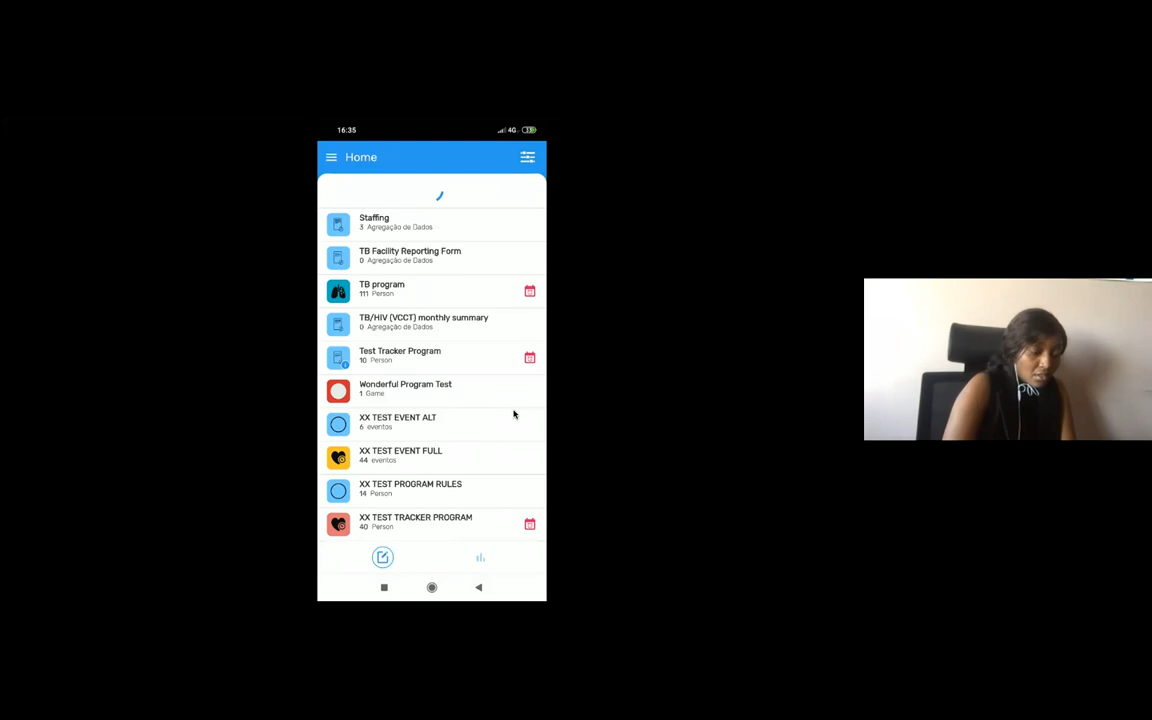 16:35
4G
Home
Staffing
3 Agregação de Dados
TB Facility Reporting Form
0 Agregação de Dados
TB program
111 Person
TB/HIV (VCCT) monthly summary
0 Agregação de Dados
Test Tracker Program
10 Person
Wonderful Program Test
1 Game
XX TEST EVENT ALT
6 eventos
XX TEST EVENT FULL
44 eventos
XX TEST PROGRAM RULES
14 Person
XX TEST TRACKER PROGRAM
40 Person